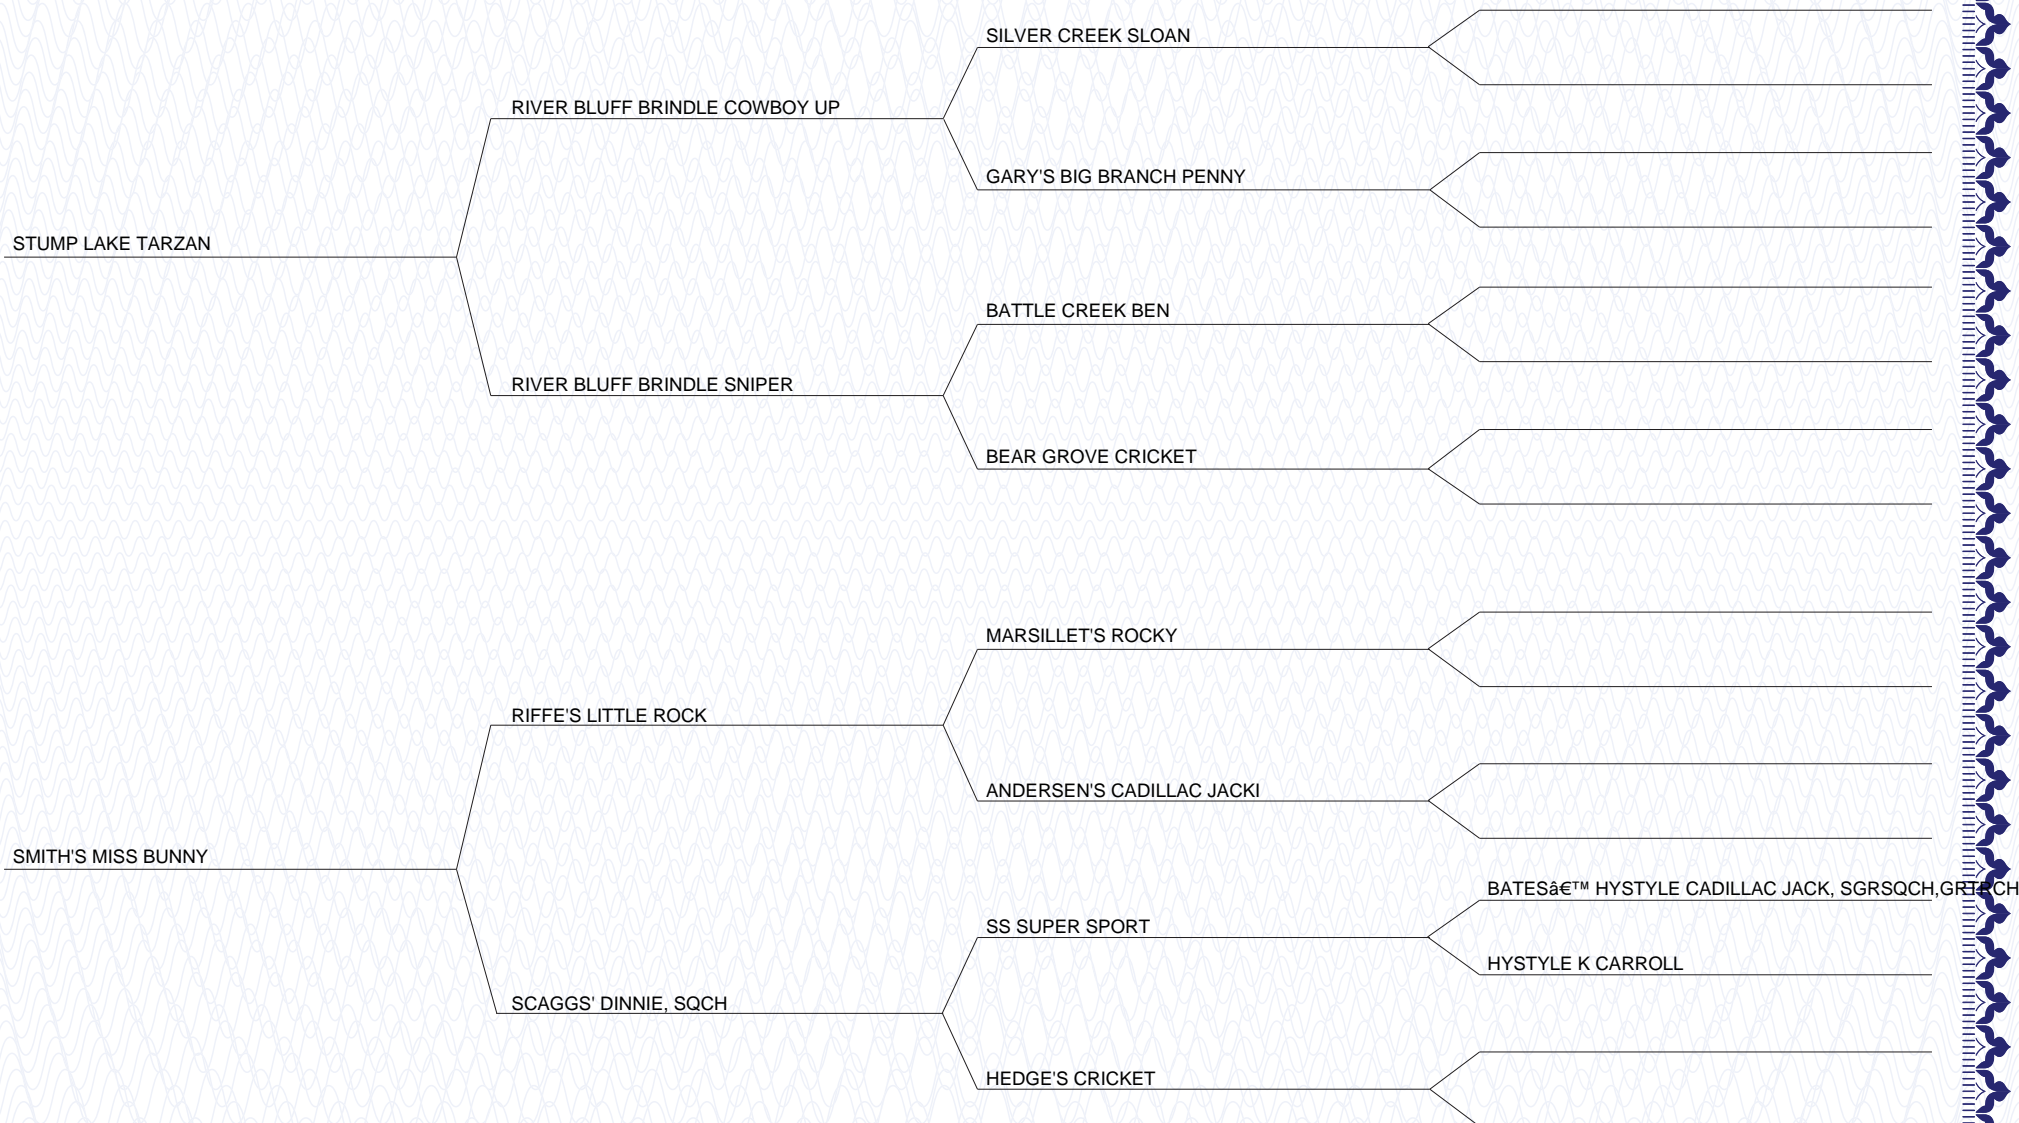 SILVER CREEK SLOAN
RIVER BLUFF BRINDLE COWBOY UP
GARY'S BIG BRANCH PENNY
STUMP LAKE TARZAN
BATTLE CREEK BEN
RIVER BLUFF BRINDLE SNIPER
BEAR GROVE CRICKET
MARSILLET'S ROCKY
RIFFE'S LITTLE ROCK
ANDERSEN'S CADILLAC JACKI
SMITH'S MISS BUNNY
BATESâ€™ HYSTYLE CADILLAC JACK, SGRSQCH,GRTRCH
SS SUPER SPORT
HYSTYLE K CARROLL
SCAGGS' DINNIE, SQCH
HEDGE'S CRICKET